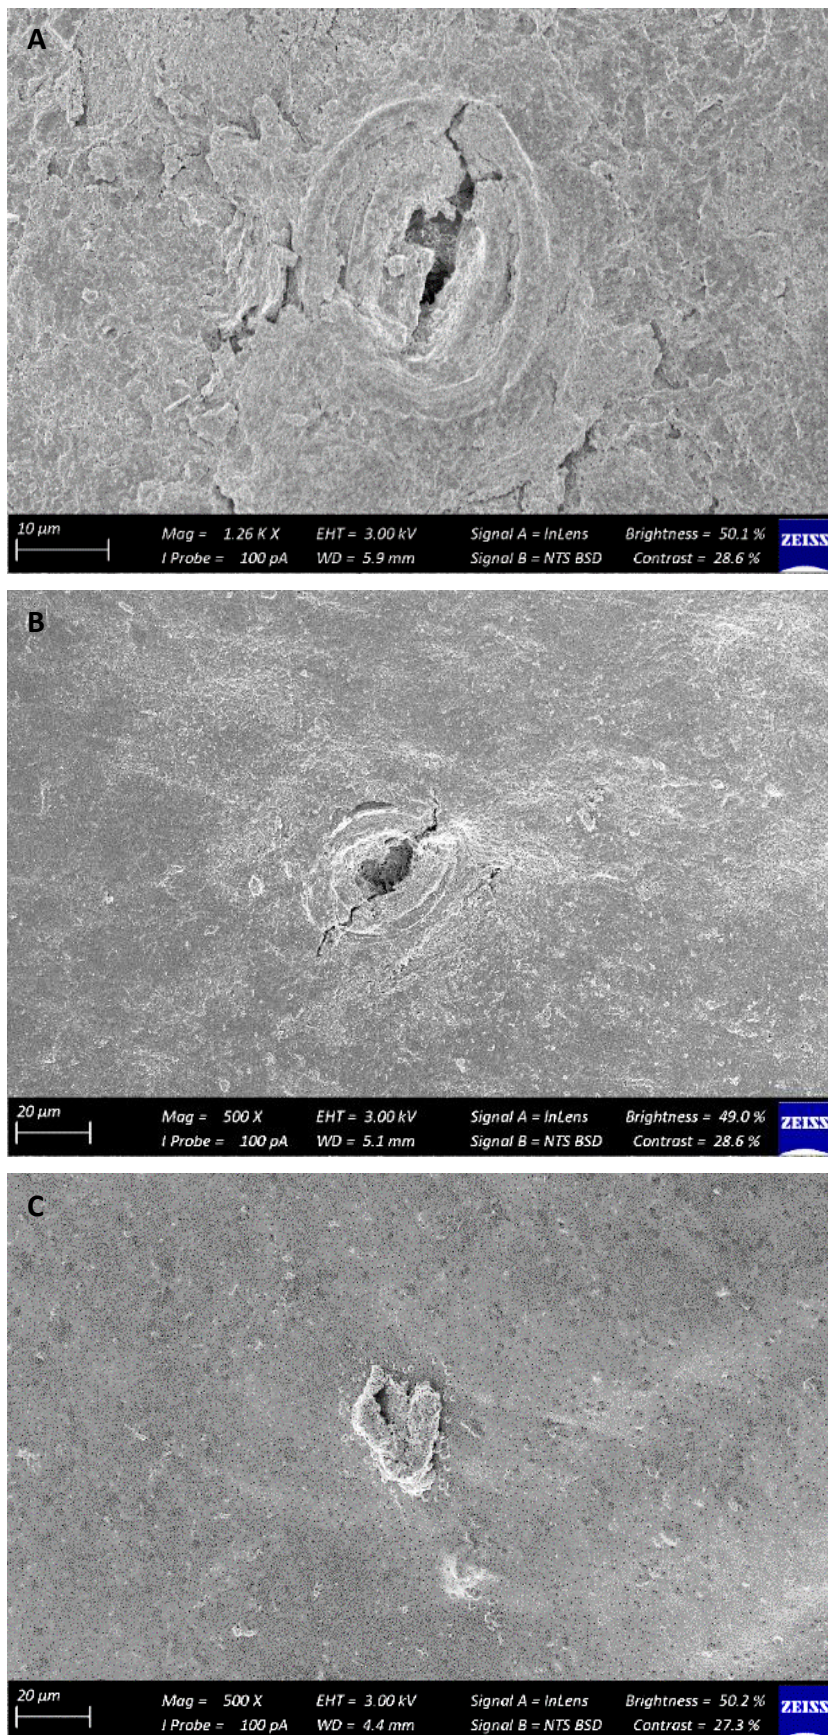 A
10 µm
Mag = 1.26 K X EHT = 3.00 kV Signal A = InLens Brightness = 50.1 % ZEISS
I Probe = 100 pA WD = 5.9 mm Signal B = NTS BSD Contrast = 28.6 %
B
20 µm
Mag = 500 X EHT = 3.00 kV Signal A = InLens Brightness = 49.0 % ZEISS
I Probe = 100 pA WD = 5.1 mm Signal B = NTS BSD Contrast = 28.6 %
C
20 µm
Mag = 500 X EHT = 3.00 kV Signal A = InLens Brightness = 50.2 % ZEISS
I Probe = 100 pA WD = 4.4 mm Signal B = NTS BSD Contrast = 27.3 %